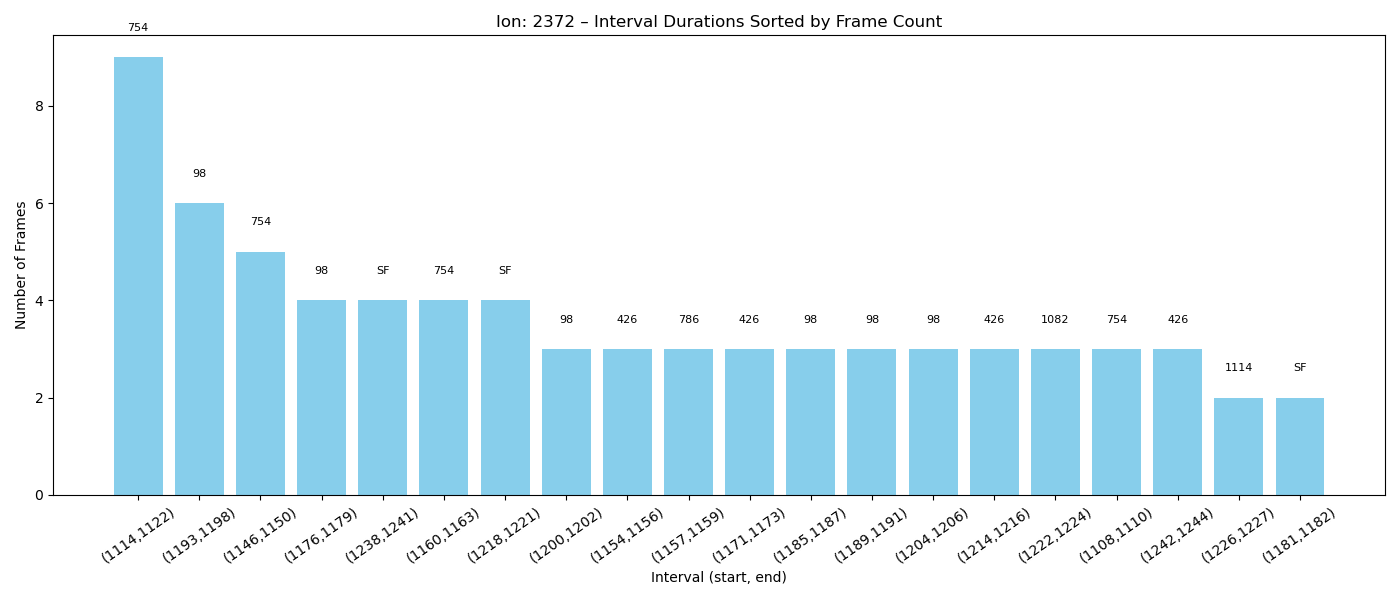 Ion: 2372 – Interval Durations Sorted by Frame Count
754
98
754
98 SF 754 SF
98 426 786 426 98 98 98 426 1082 754 426
1114 SF
Number of Frames
8
6
4
2
0
(1114,1122) (1193,1198) (1146,1150) (1176,1179) (1238,1241) (1160,1163) (1218,1221) (1200,1202) (1154,1156) (1157,1159) (1171,1173) (1185,1187) (1189,1191) (1204,1206) (1214,1216) (1222,1224) (1108,1110) (1242,1244) (1226,1227) (1181,1182)
Interval (start, end)